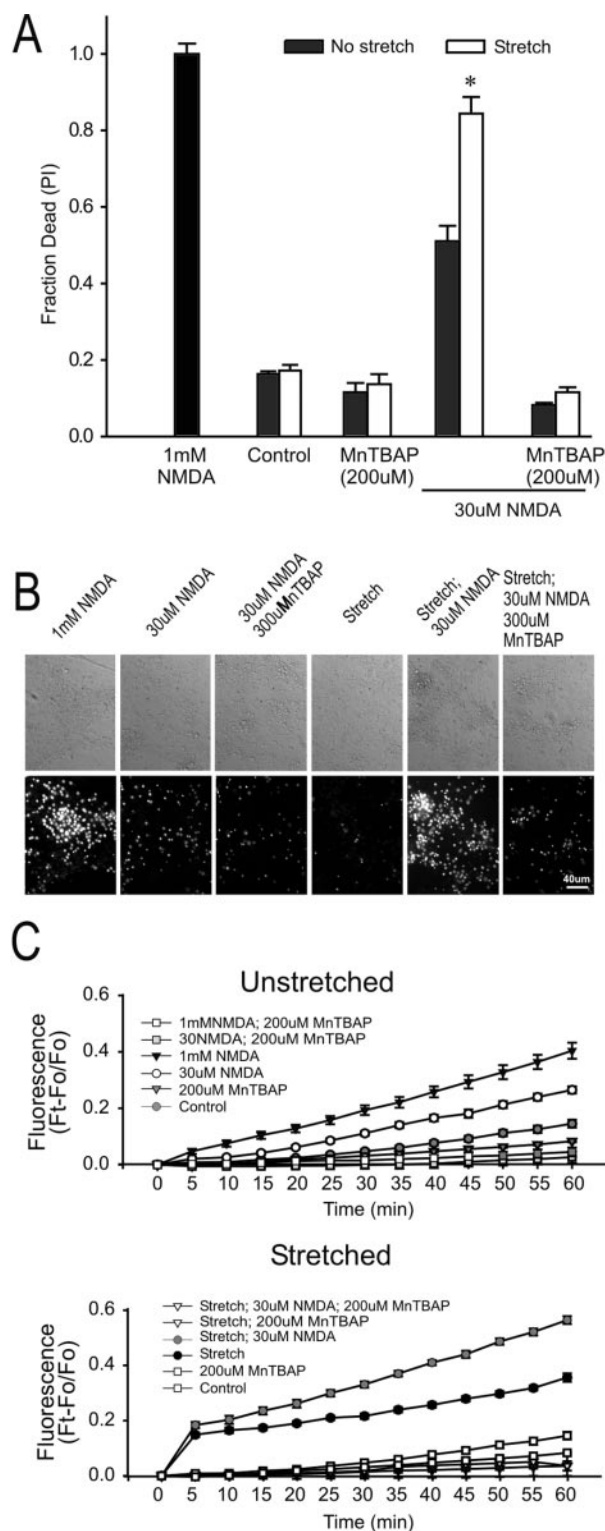 A
No stretch
Stretch
*
Fraction Dead (PI)
1.0
0.8
0.6
0.4
0.2
0.0
1mM
NMDA
Control
MnTBAP
(200uM)
MnTBAP
(200uM)
30uM NMDA
B
1mM NMDA
30uM NMDA
30uM NMDA
300uMnTBAP
Stretch
Stretch;
30uM NMDA
Stretch;
30uM NMDA
300uM
MnTBAP
40um
C
Unstretched
Fluorescence
(Ft-Fo/Fo)
0.6
0.4
0.2
0.0
1mMNMDA; 200uM MnTBAP
30NMDA; 200uM MnTBAP
1mM NMDA
30uM NMDA
200uM MnTBAP
Control
0 5 10 15 20 25 30 35 40 45 50 55 60
Time (min)
Stretched
Fluorescence
(Ft-Fo/Fo)
0.6
0.4
0.2
0.0
Stretch; 30uM NMDA; 200uM MnTBAP
Stretch; 200uM MnTBAP
Stretch; 30uM NMDA
Stretch
200uM MnTBAP
Control
0 5 10 15 20 25 30 35 40 45 50 55 60
Time (min)